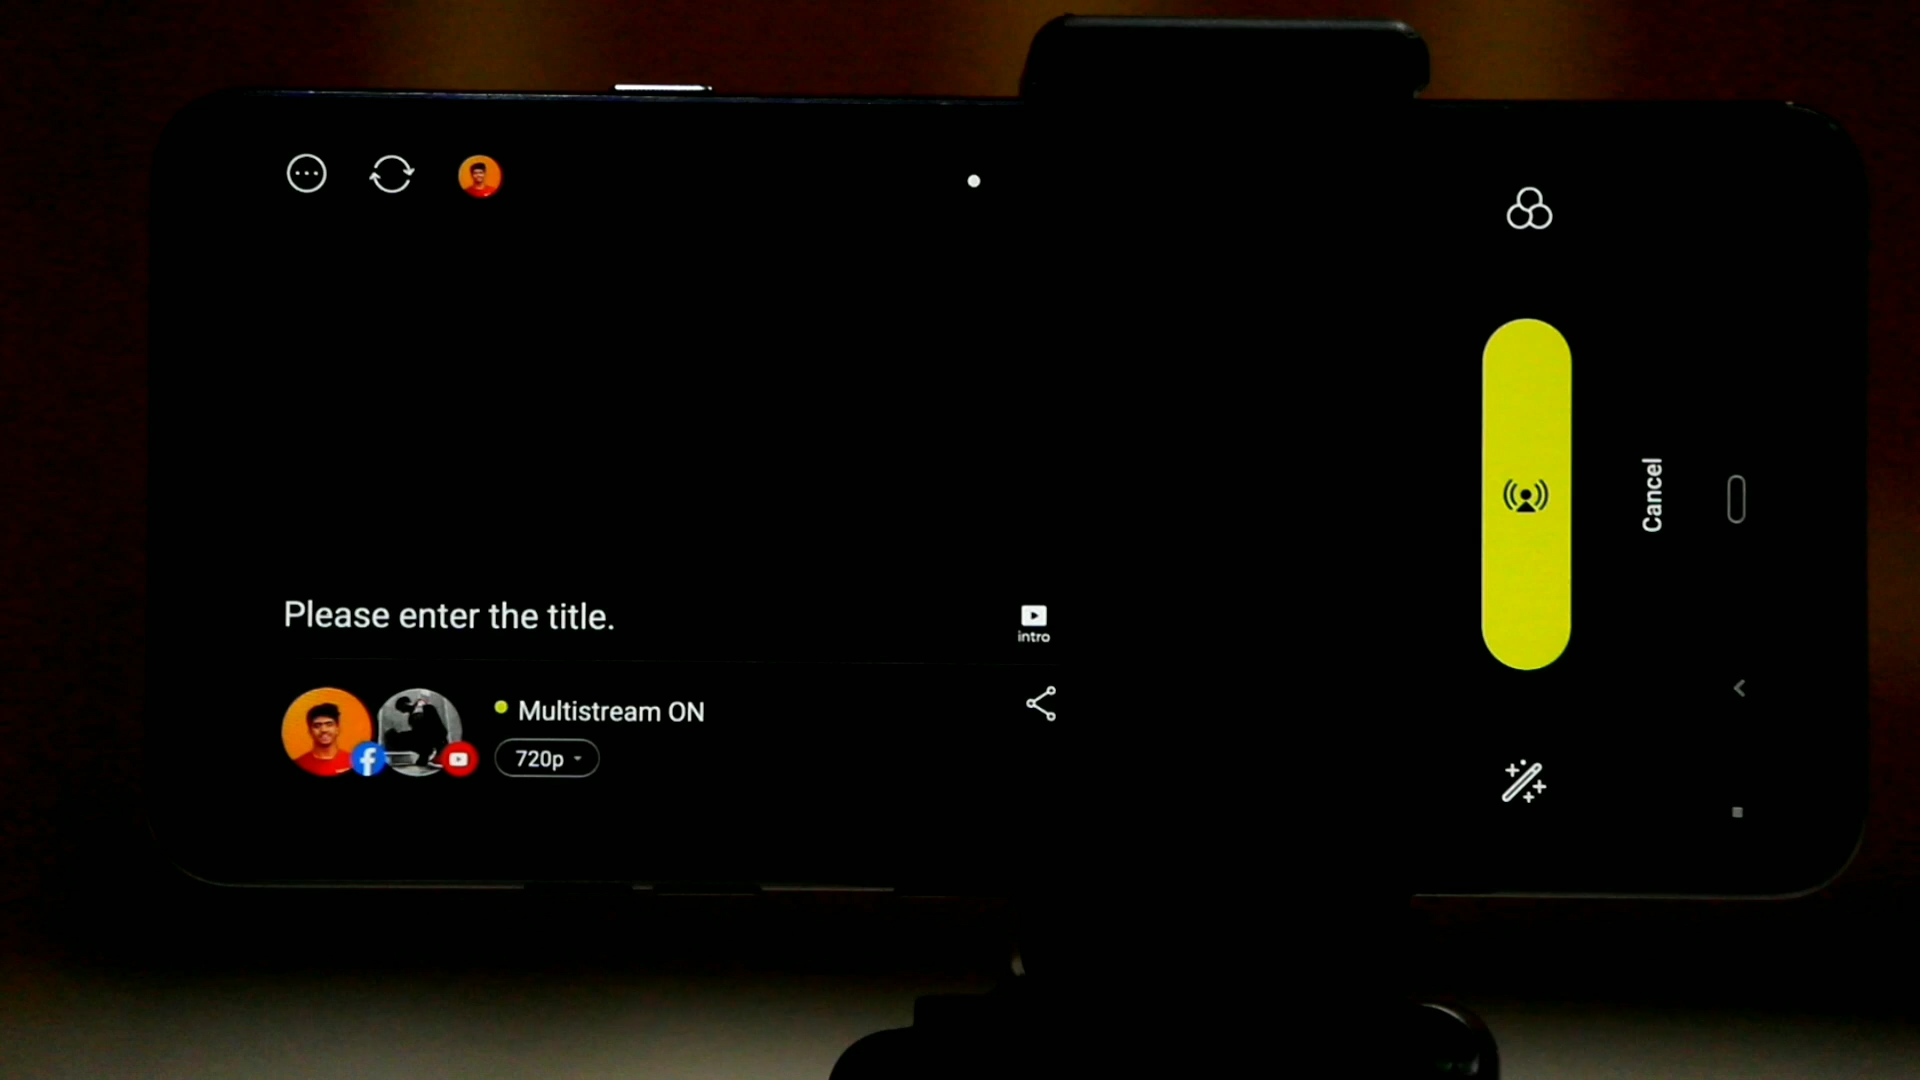 Please enter the title.
intro
Multistream ON
720p
Cancel